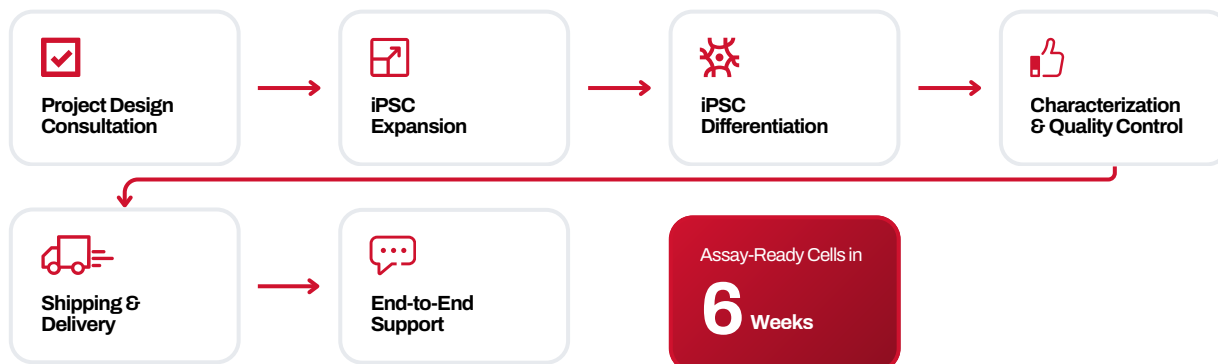 Project Design
Consultation
iPSC
Expansion
iPSC
Differentiation
Characterization
& Quality Control
Shipping &
Delivery
End-to-End
Support
Assay-Ready Cells in
6 Weeks